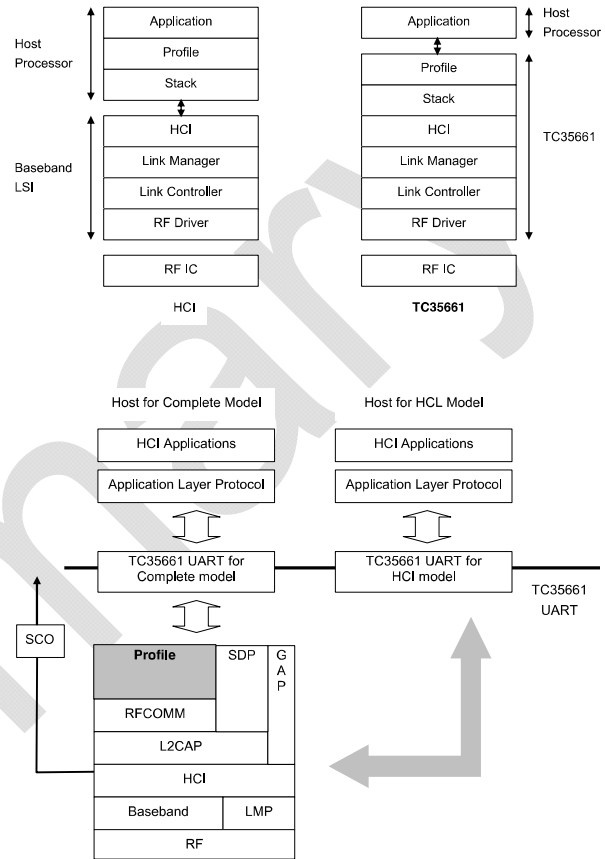 Host
Processor
Application
Profile
Stack
Baseband
LSI
HCI
Link Manager
Link Controller
RF Driver
RF IC
HCI
Application
Host
Processor
Profile
Stack
HCI
Link Manager
Link Controller
RF Driver
TC35661
RF IC
TC35661
Host for Complete Model
Host for HCL Model
HCI Applications
HCI Applications
Application Layer Protocol
Application Layer Protocol
TC35661 UART for
Complete model
TC35661 UART for
HCI model
TC35661
UART
SCO
Profile
SDP
G
A
P
RFCOMM
L2CAP
HCI
Baseband
LMP
RF